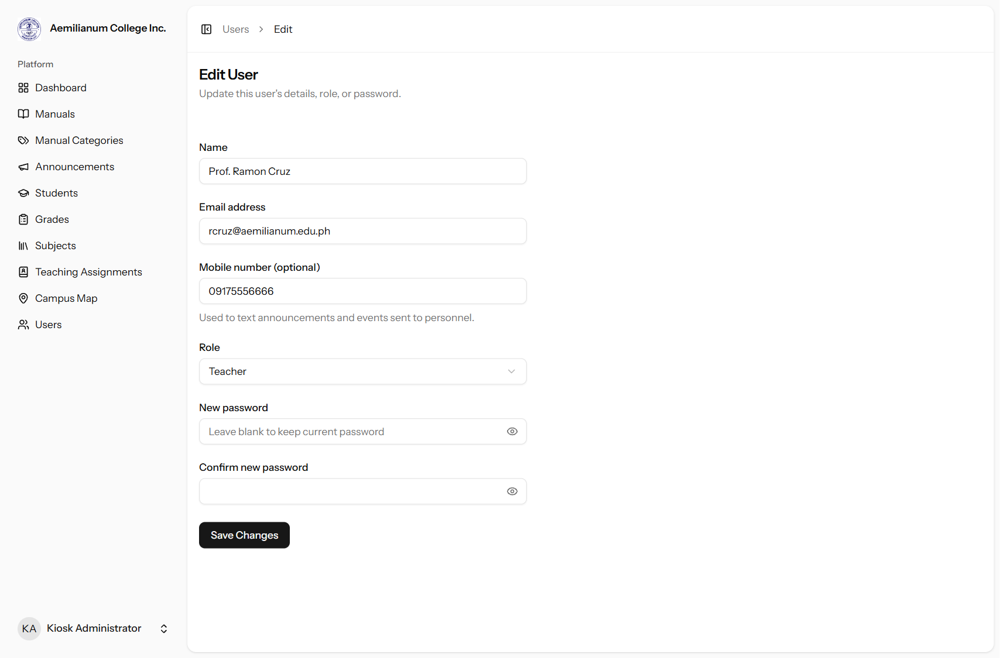 Aemilianum College Inc.
Platform
Dashboard
Manuals
Manual Categories
Announcements
Students
Grades
Subjects
Teaching Assignments
Campus Map
Users
KA Kiosk Administrator
Users > Edit
Edit User
Update this user's details, role, or password.
Name
Prof. Ramon Cruz
Email address
rcruz@aemilianum.edu.ph
Mobile number (optional)
09175556666
Used to text announcements and events sent to personnel.
Role
Teacher
New password
Leave blank to keep current password
Confirm new password
Save Changes